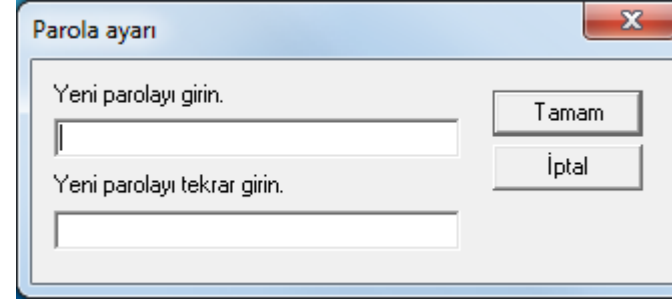 Parola ayarı
Yeni parolayı girin.
Tamam
İptal
Yeni parolayı tekrar girin.